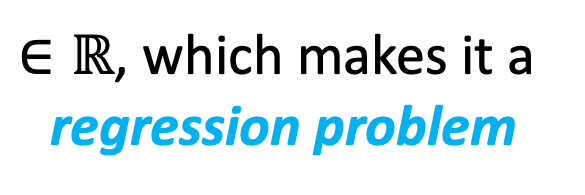 ∈ ℝ, which makes it a
regression problem